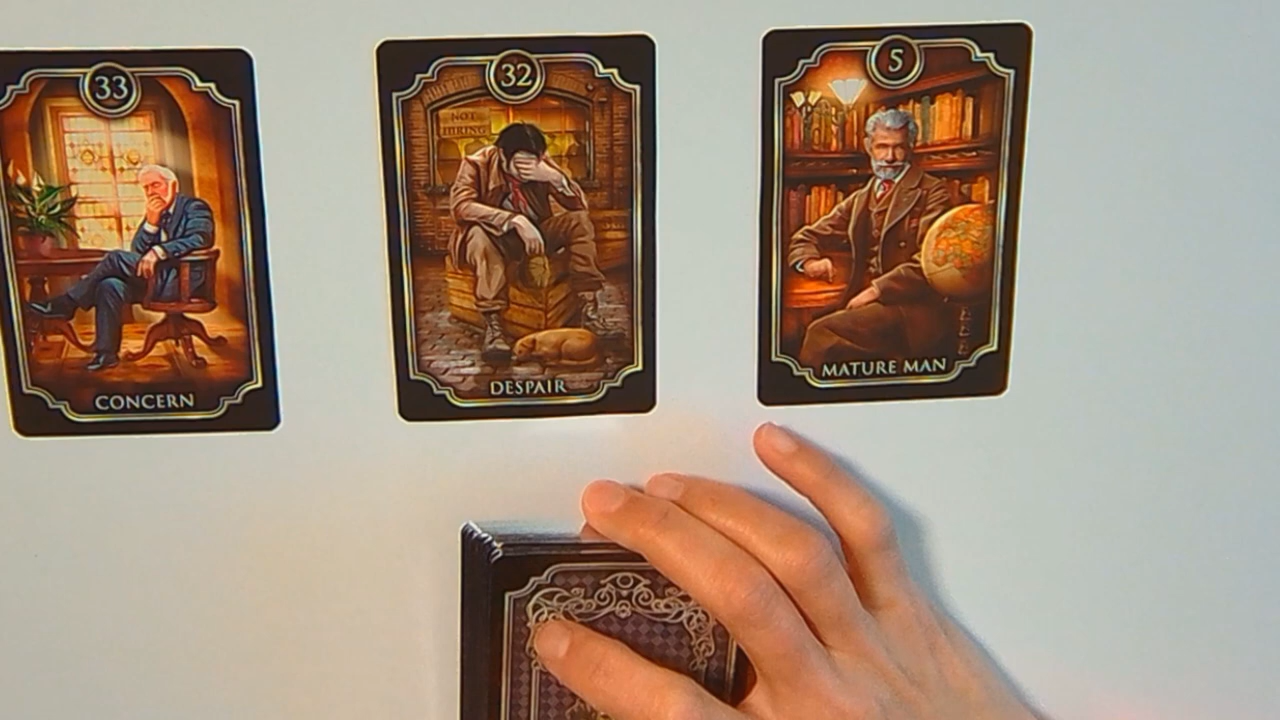 33
CONCERN
32
NOT
HIRING
DESPAIR
5
MATURE MAN